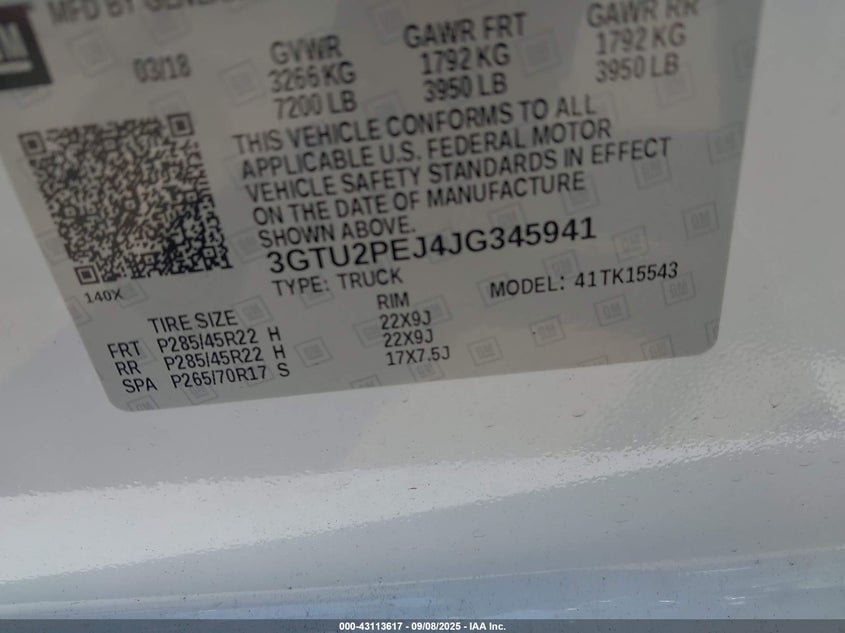 MFD BY GENERAL
GM
03/18
GVWR
3266 KG
7200 LB
GAWR FRT
1792 KG
3950 LB
GAWR RR
1792 KG
3950 LB
THIS VEHICLE CONFORMS TO ALL
APPLICABLE U.S. FEDERAL MOTOR
VEHICLE SAFETY STANDARDS IN EFFECT
ON THE DATE OF MANUFACTURE
SHOWN ABOVE.
3GTU2PEJ4JG345941
140X
TYPE: TRUCK
MODEL: 41TK15543
TIRE SIZE RIM
FRT P285/45R22 H 22X9J
RR P285/45R22 H 22X9J
SPA P265/70R17 S 17X7.5J
000-43113617 - 09/08/2025 - IAA Inc.